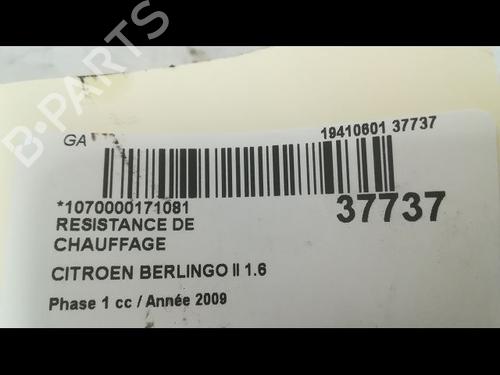 B-PARTS
19410601 37737
GA
*1070000171081
37737
RESISTANCE DE
CHAUFFAGE
CITROEN BERLINGO II 1.6
Phase 1 cc / Année 2009